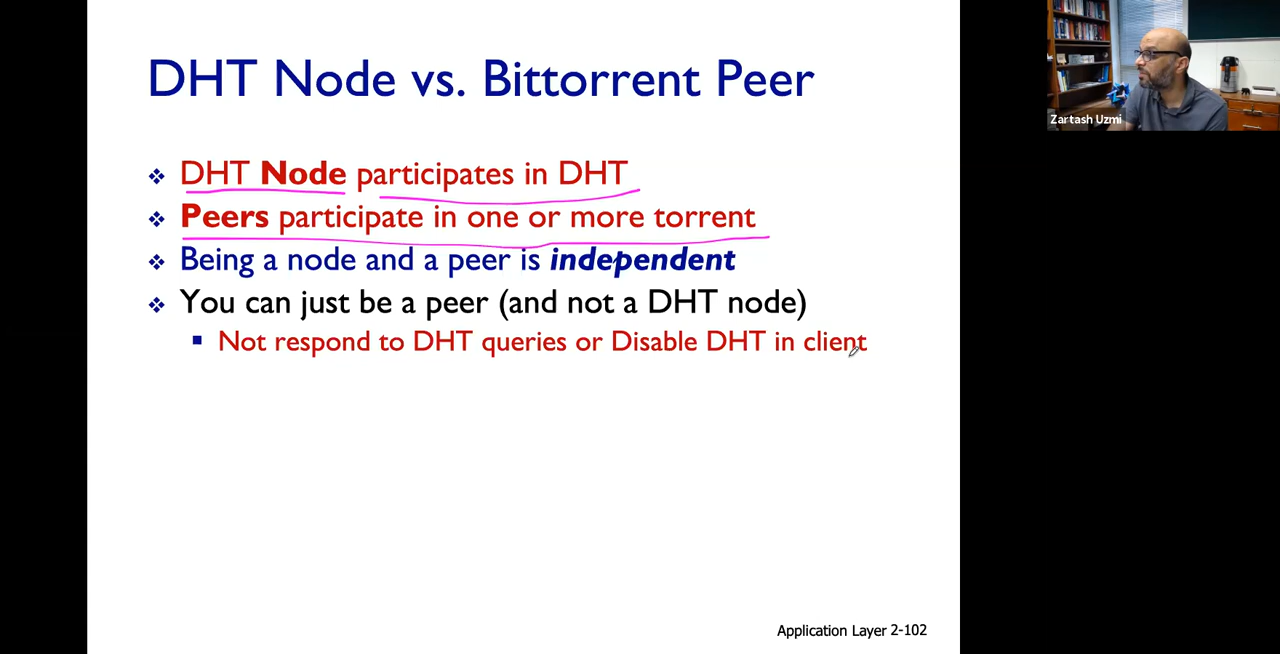 DHT Node vs. Bittorrent Peer
DHT Node participates in DHT
Peers participate in one or more torrent
Being a node and a peer is independent
You can just be a peer (and not a DHT node)
Not respond to DHT queries or Disable DHT in client
Application Layer 2-102
Zartash Uzmi